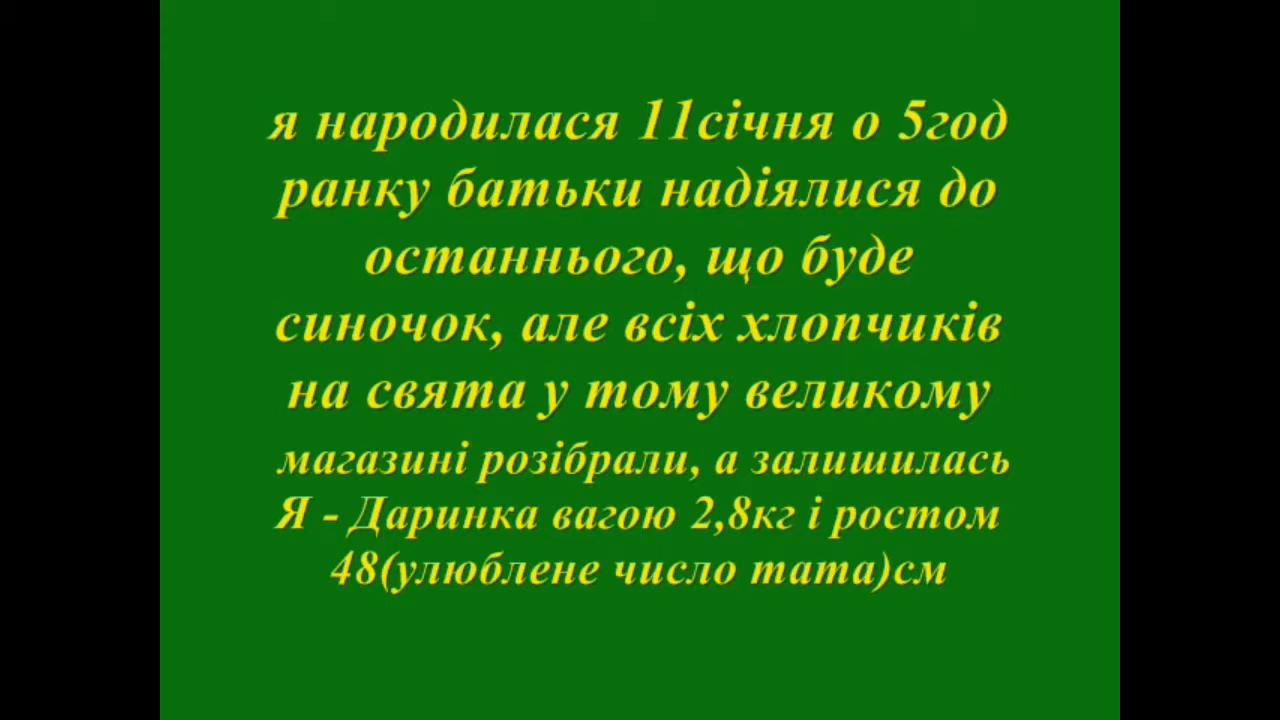 я народилася 11січня о 5год
ранку батьки надіялися до
останнього, що буде
синочок, але всіх хлопчиків
на свята у тому великому
магазині розібрали, а залишилась
Я - Даринка вагою 2,8кг і ростом
48(улюблене число тата)см